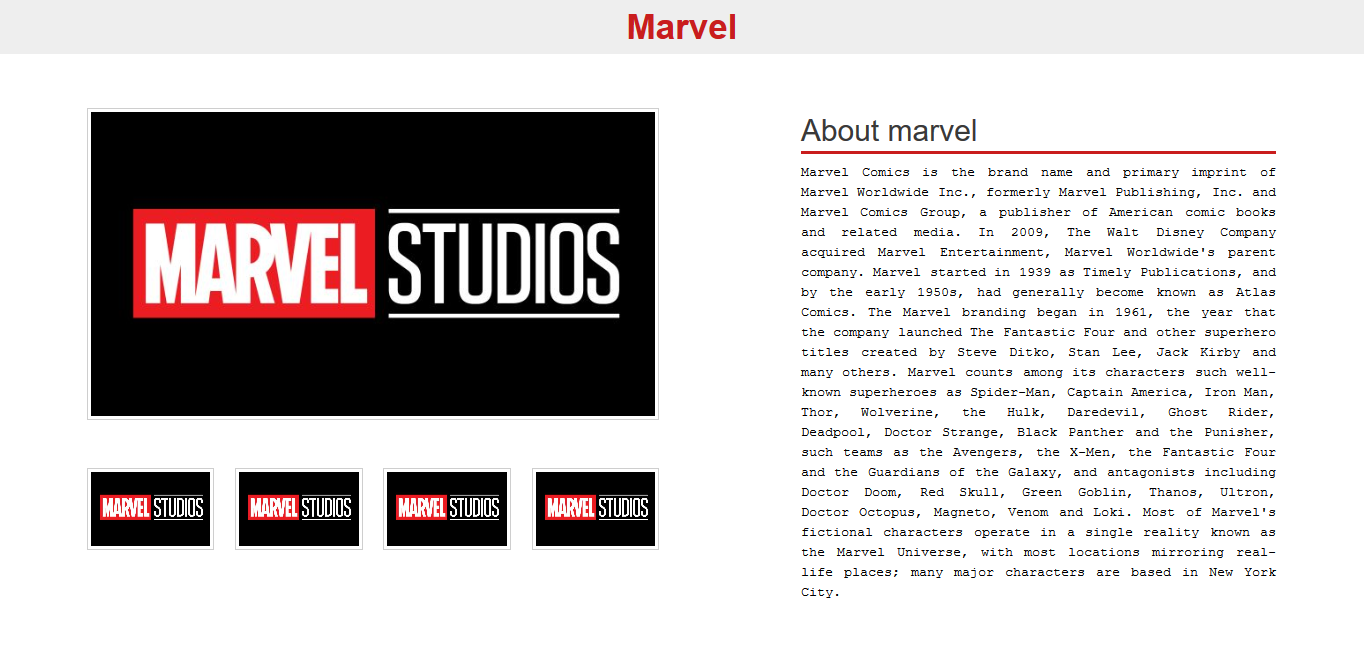 Marvel
MARVEL STUDIOS
MARVEL STUDIOS
MARVEL STUDIOS
MARVEL STUDIOS
MARVEL STUDIOS
About marvel
Marvel Comics is the brand name and primary imprint of
Marvel Worldwide Inc., formerly Marvel Publishing, Inc. and
Marvel Comics Group, a publisher of American comic books
and related media. In 2009, The Walt Disney Company
acquired Marvel Entertainment, Marvel Worldwide's parent
company. Marvel started in 1939 as Timely Publications, and
by the early 1950s, had generally become known as Atlas
Comics. The Marvel branding began in 1961, the year that
the company launched The Fantastic Four and other superhero
titles created by Steve Ditko, Stan Lee, Jack Kirby and
many others. Marvel counts among its characters such well-
known superheroes as Spider-Man, Captain America, Iron Man,
Thor, Wolverine, the Hulk, Daredevil, Ghost Rider,
Deadpool, Doctor Strange, Black Panther and the Punisher,
such teams as the Avengers, the X-Men, the Fantastic Four
and the Guardians of the Galaxy, and antagonists including
Doctor Doom, Red Skull, Green Goblin, Thanos, Ultron,
Doctor Octopus, Magneto, Venom and Loki. Most of Marvel's
fictional characters operate in a single reality known as
the Marvel Universe, with most locations mirroring real-
life places; many major characters are based in New York
City.